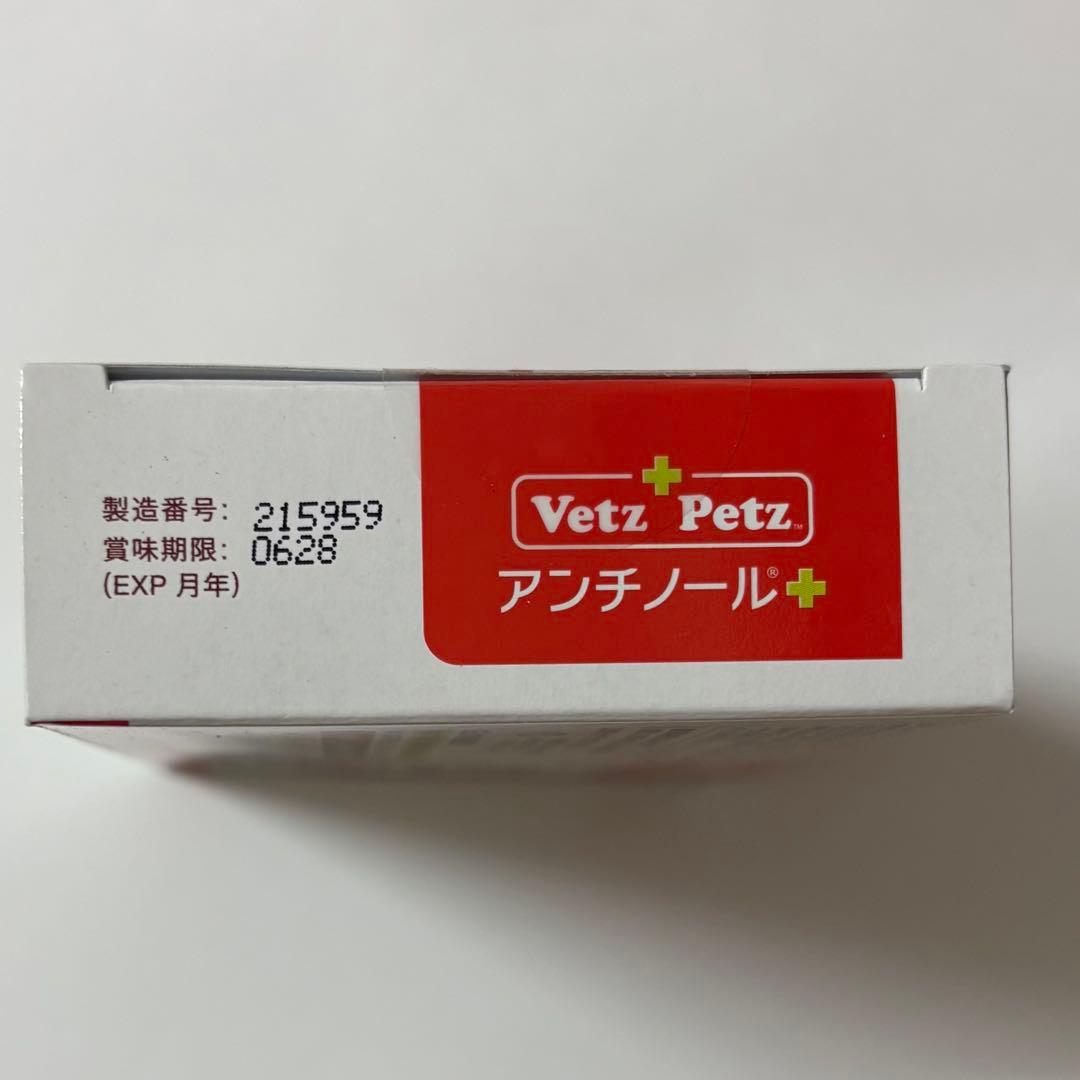 製造番号: 215959
賞味期限: 0628
(EXP 月年)
Vetz Petz™
アンチノール®